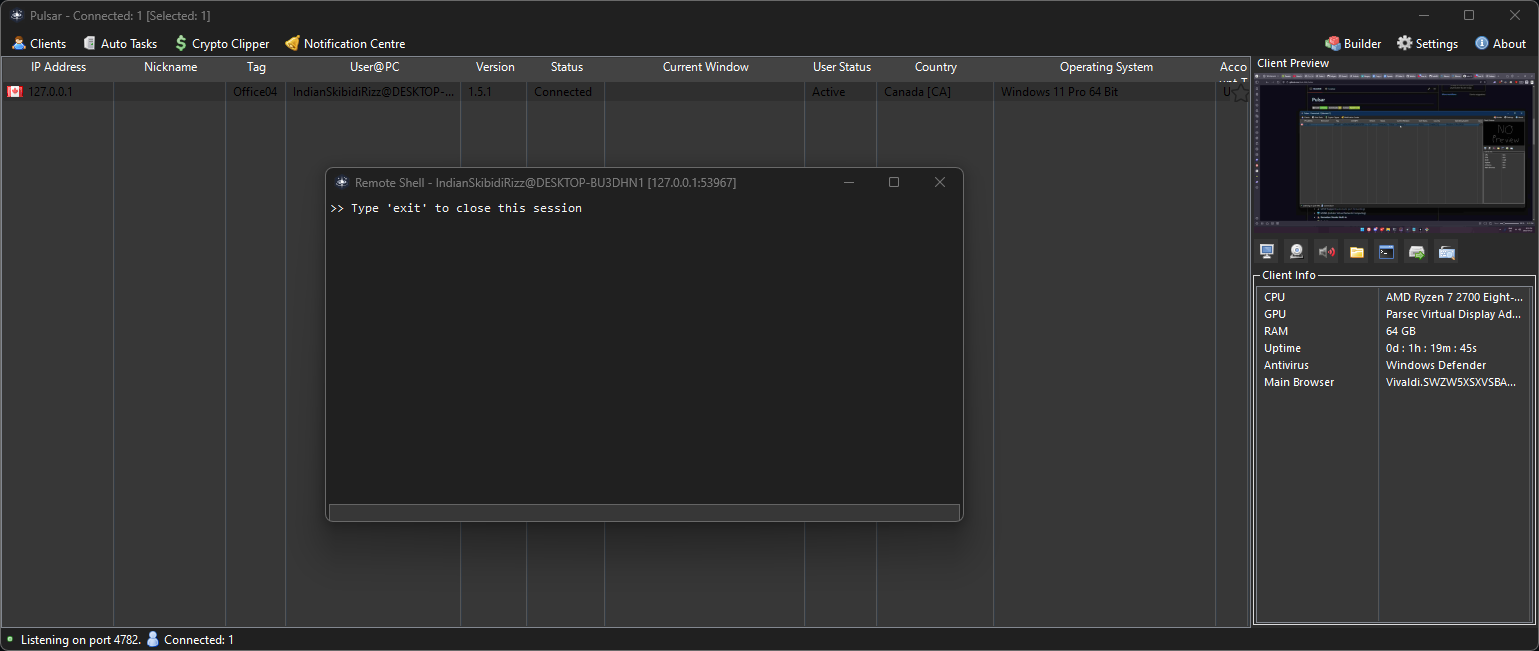 Pulsar - Connected: 1 [Selected: 1]
Clients Auto Tasks Crypto Clipper Notification Centre Builder Settings About
IP Address Nickname Tag User@PC Version Status Current Window User Status Country Operating System Acco
127.0.0.1 Office04 IndianSkibidiRizz@DESKTOP-... 1.5.1 Connected Active Canada [CA] Windows 11 Pro 64 Bit U
Remote Shell - IndianSkibidiRizz@DESKTOP-BU3DHN1 [127.0.0.1:53967]
>> Type 'exit' to close this session
Client Preview
Pulsar
NO
Preview
Client Info
CPU AMD Ryzen 7 2700 Eight-...
GPU Parsec Virtual Display Ad...
RAM 64 GB
Uptime 0d : 1h : 19m : 45s
Antivirus Windows Defender
Main Browser Vivaldi.SWZW5XSXVSBA...
Listening on port 4782. Connected: 1